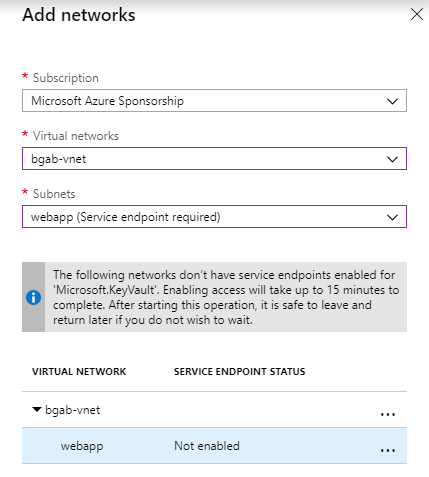 Add networks
* Subscription
Microsoft Azure Sponsorship
* Virtual networks
bgab-vnet
* Subnets
webapp (Service endpoint required)
The following networks don't have service endpoints enabled for
'Microsoft.KeyVault'. Enabling access will take up to 15 minutes to
complete. After starting this operation, it is safe to leave and
return later if you do not wish to wait.
VIRTUAL NETWORK SERVICE ENDPOINT STATUS
bgab-vnet ...
webapp Not enabled ...